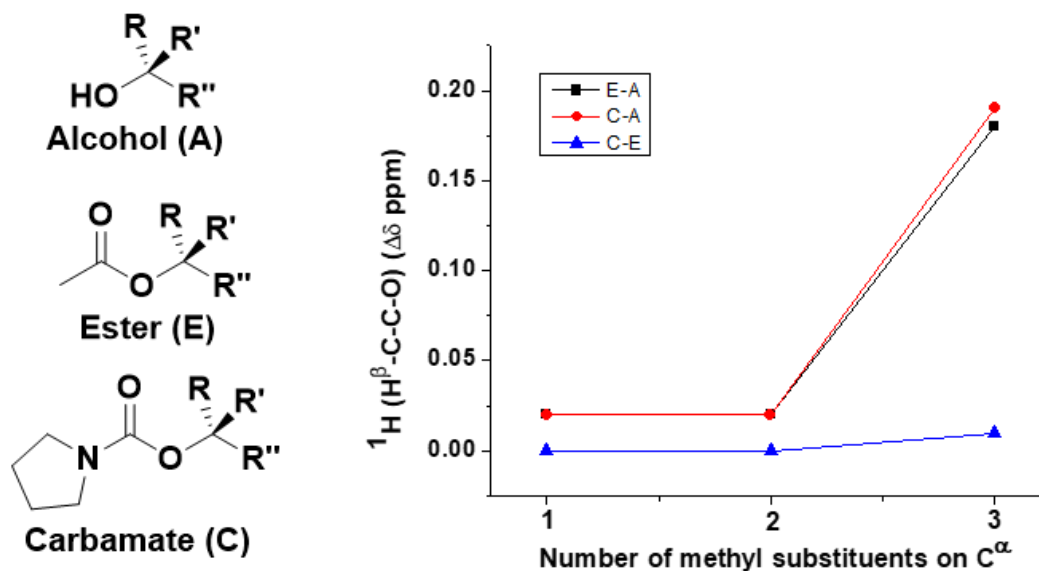 R
R'
HO
R"
Alcohol (A)
O
R
R'
O
R"
Ester (E)
O
R
R'
N
O
R"
Carbamate (C)
¹H (Hᵝ-C-C-O) (Δδ ppm)
0.20
0.15
0.10
0.05
0.00
E-A
C-A
C-E
1
2
3
Number of methyl substituents on Cᵅ